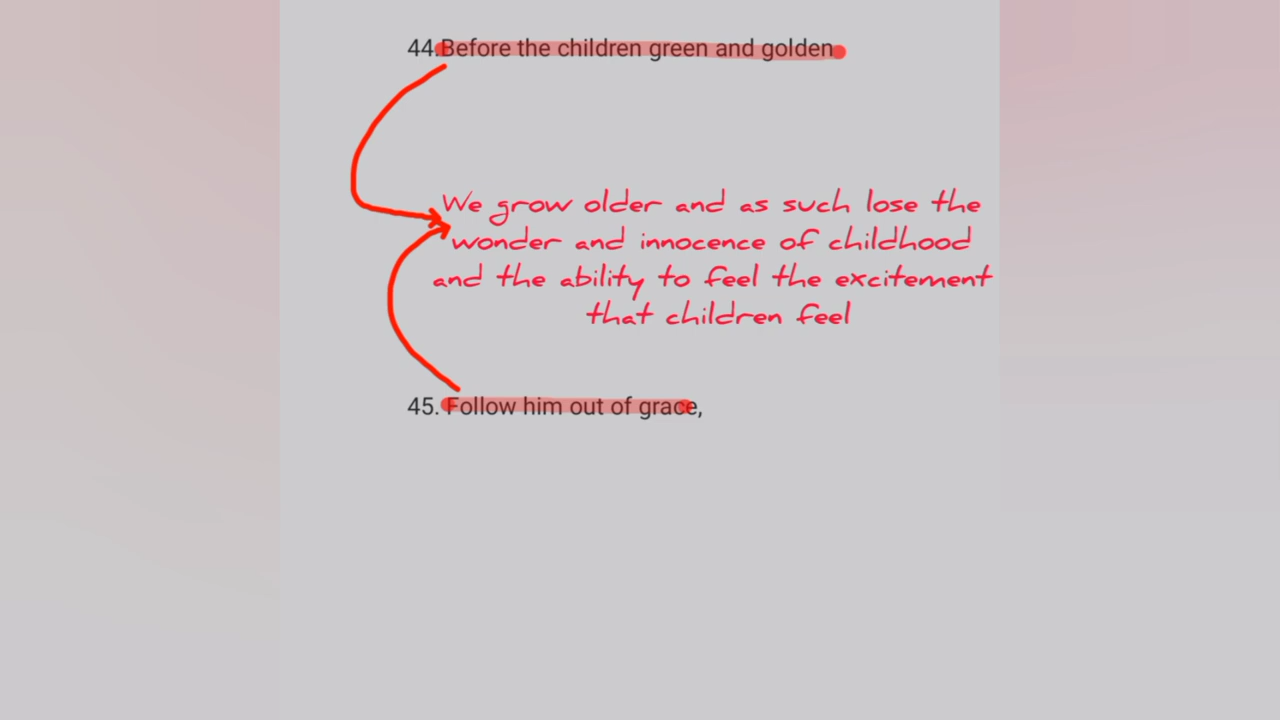 44.Before the children green and golden
We grow older and as such lose the
wonder and innocence of childhood
and the ability to feel the excitement
that children feel
45. Follow him out of grace,